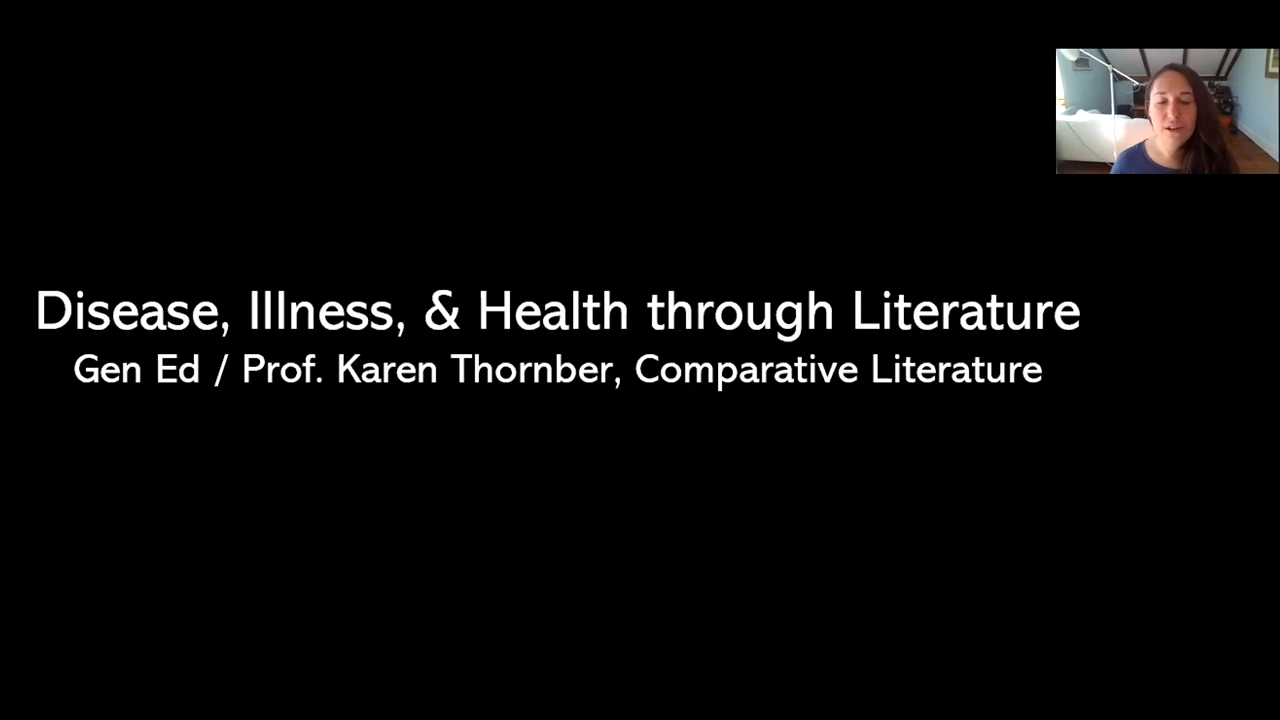 Disease, Illness, & Health through Literature
Gen Ed / Prof. Karen Thornber, Comparative Literature